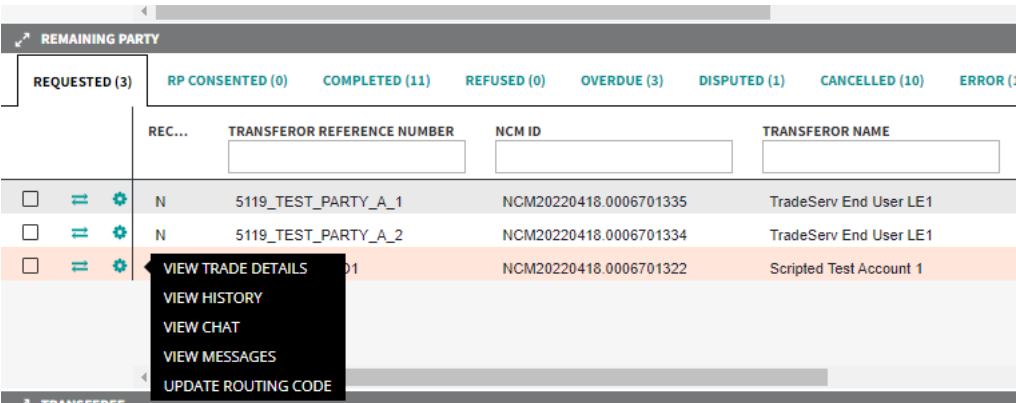 REMAINING PARTY
REQUESTED (3) RP CONSENTED (0) COMPLETED (11) REFUSED (0) OVERDUE (3) DISPUTED (1) CANCELLED (10) ERROR (
REC... TRANSFEROR REFERENCE NUMBER NCM ID TRANSFEROR NAME
N 5119_TEST_PARTY_A_1 NCM20220418.0006701335 TradeServ End User LE1
N 5119_TEST_PARTY_A_2 NCM20220418.0006701334 TradeServ End User LE1
NCM20220418.0006701322 Scripted Test Account 1
VIEW TRADE DETAILS
VIEW HISTORY
VIEW CHAT
VIEW MESSAGES
UPDATE ROUTING CODE